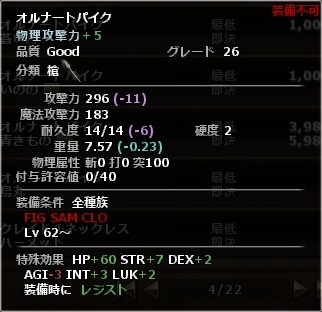 オルナートパイク 装備不可
物理攻撃力+5
品質 Good グレード 26
分類 槍
攻撃力 296 (-11)
魔法攻撃力 183
耐久度 14/14 (-6) 硬度 2
重量 7.57 (-0.23)
物理属性 斬0 打0 突100
付与許容値 0/40
装備条件 全種族
FIG SAM CLO
Lv 62～
特殊効果 HP+60 STR+7 DEX+2
AGI-3 INT+3 LUK+2
装備時に レジスト
4/22
最低
即決